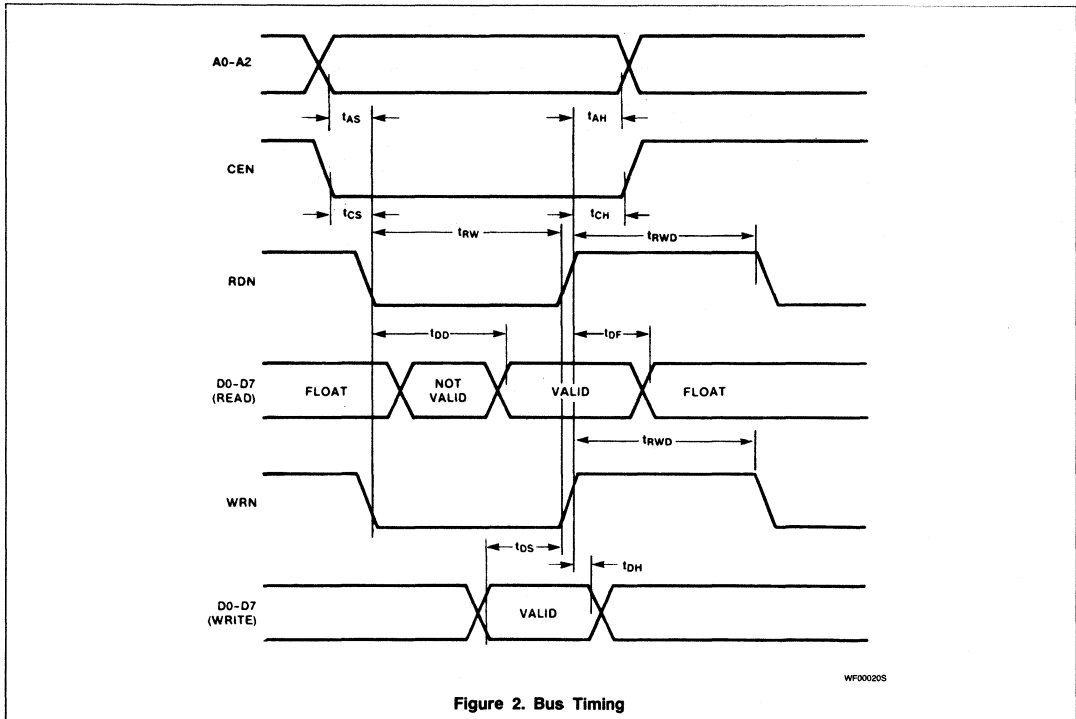 A0-A2
tAS
tAH
CEN
tCS
tCH
tRW
tRWD
RDN
tDD
tDF
D0-D7
(READ)
FLOAT
NOT
VALID
VALID
FLOAT
tRWD
WRN
tDS
tDH
D0-D7
(WRITE)
VALID
WF00020S
Figure 2. Bus Timing